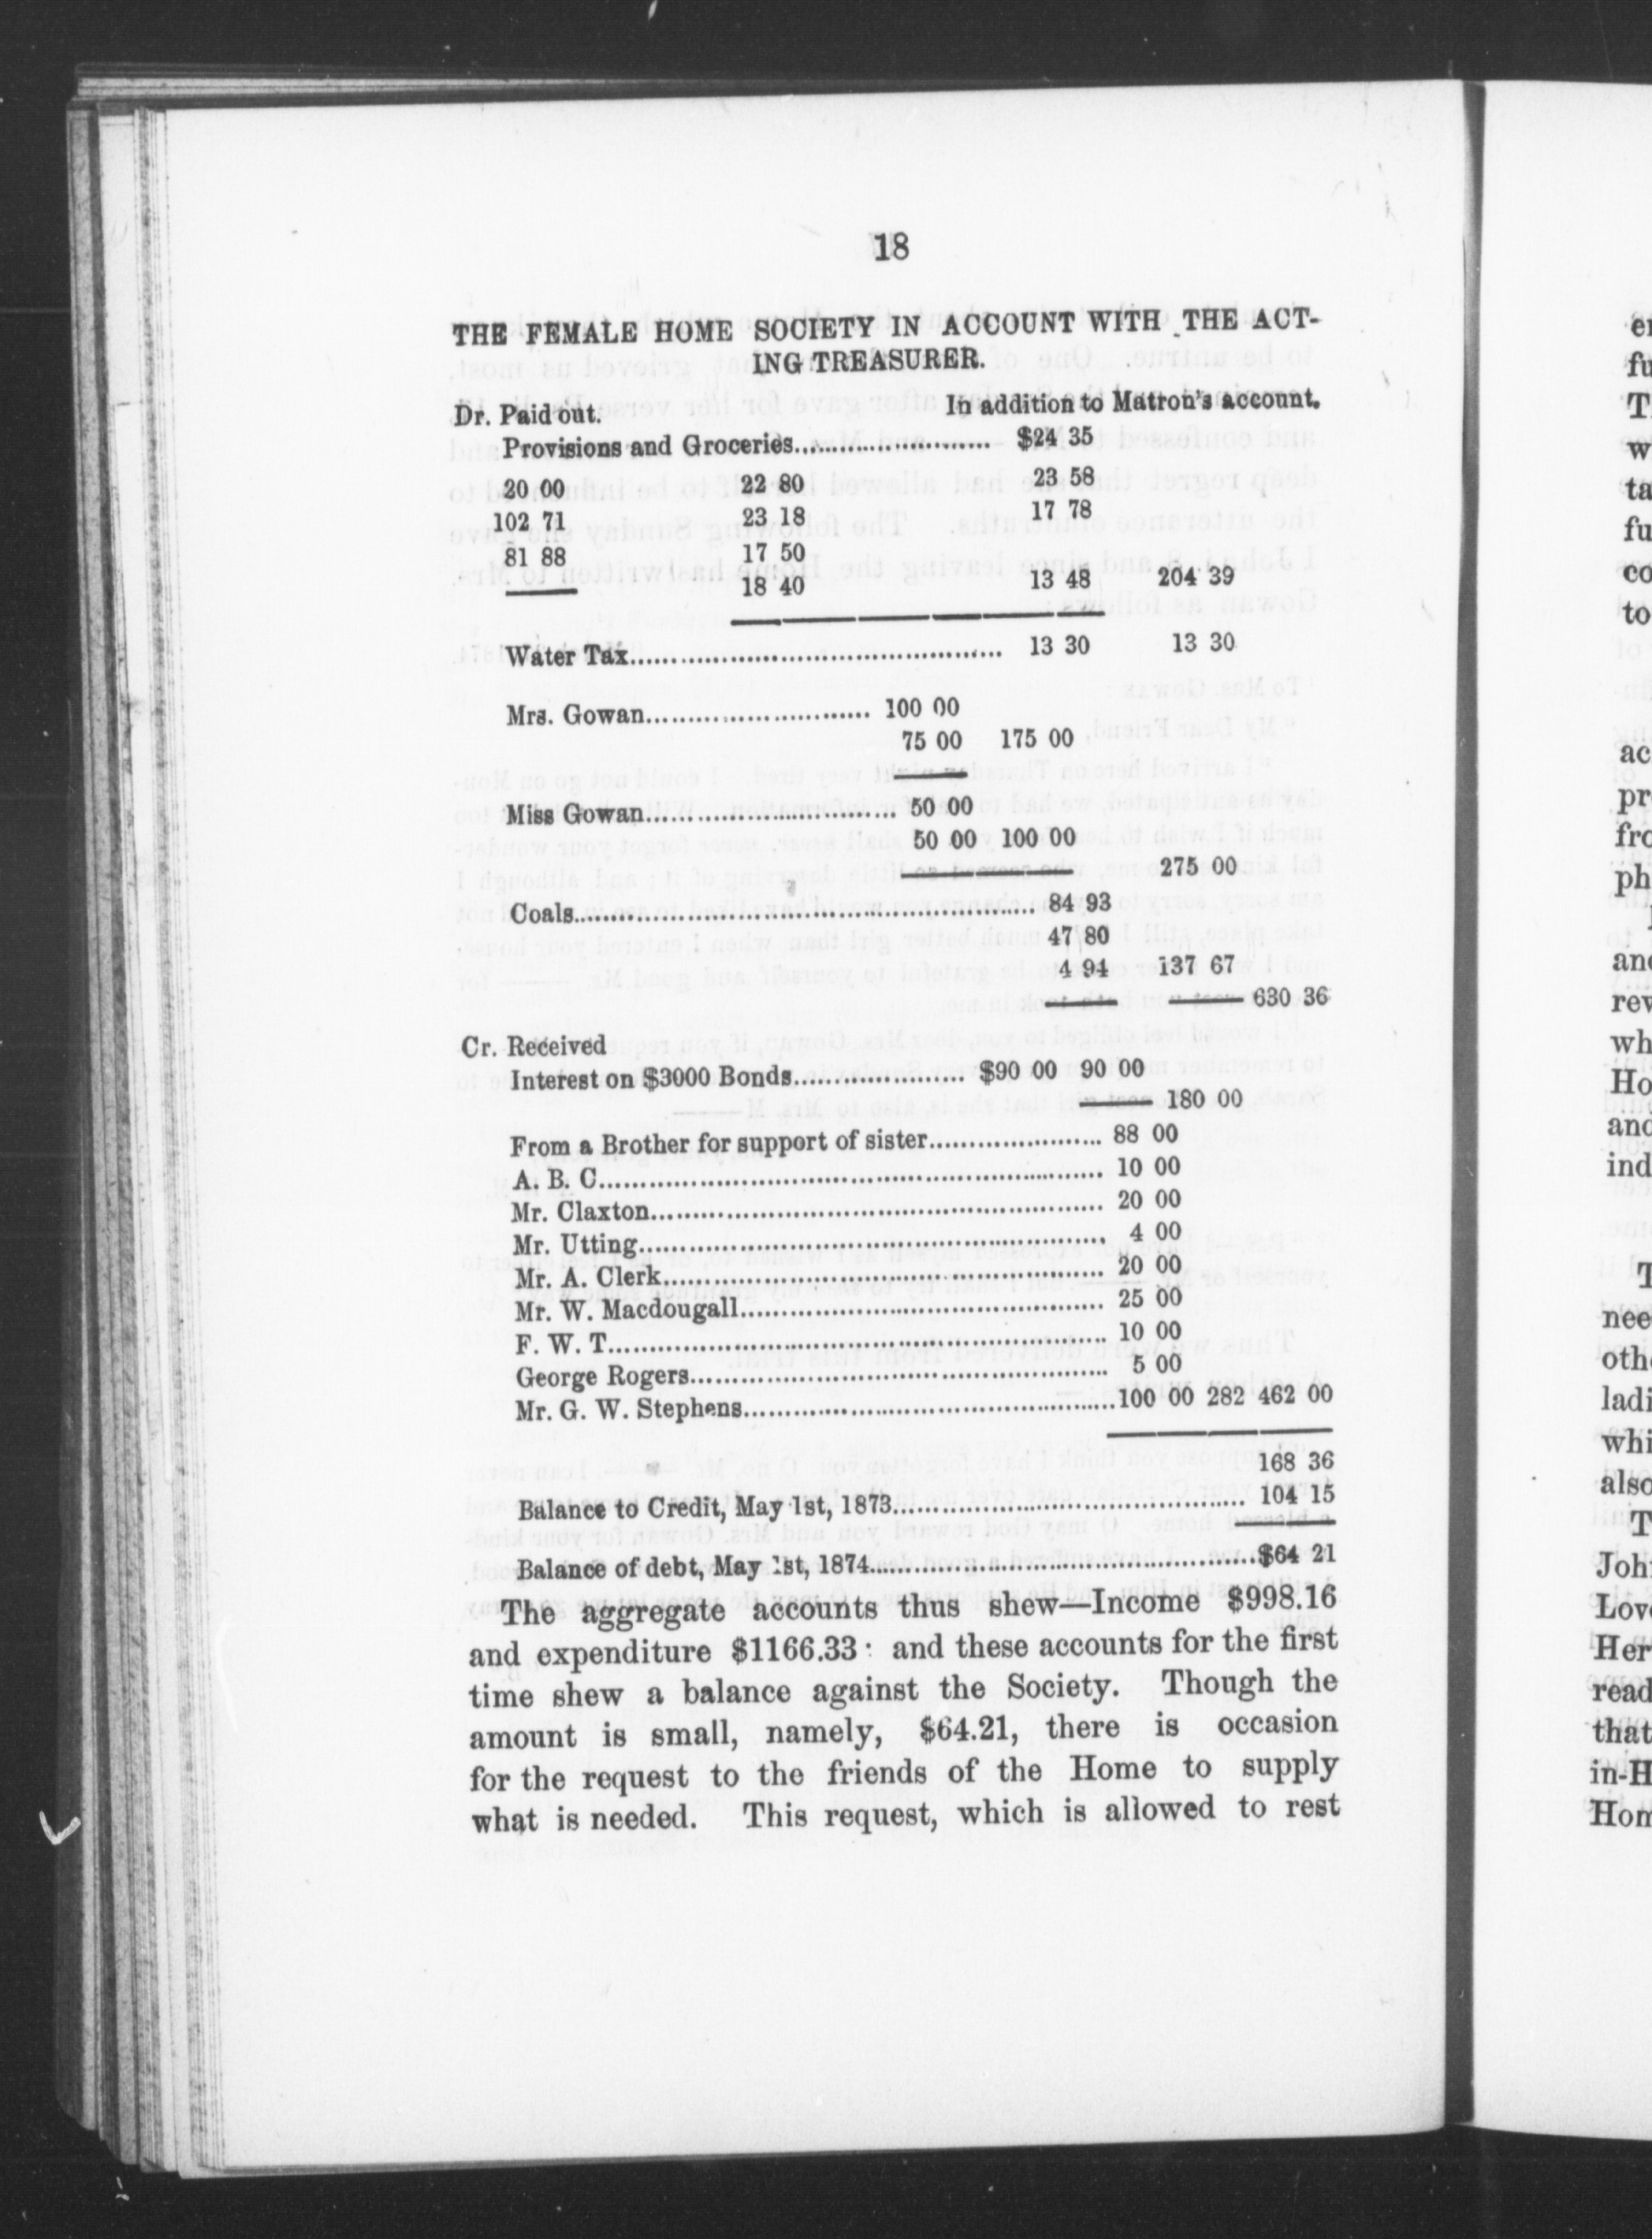 18
THE FEMALE HOME SOCIETY IN ACCOUNT WITH THE ACT-
ING TREASURER.
Dr. Paid out. In addition to Matron's account.
Provisions and Groceries........................ $24 35
20 00 22 80 23 58
102 71 23 18 17 78
81 88 17 50
18 40 13 48 204 39
Water Tax............................................. 13 30 13 30
Mrs. Gowan........................... 100 00
75 00 175 00
Miss Gowan.............................. 50 00
50 00 100 00
275 00
Coals....................................................... 84 93
47 80
4 94 137 67
630 36
Cr. Received
Interest on $3000 Bonds..................... $90 00 90 00
180 00
From a Brother for support of sister...................... 88 00
A. B. C............................................................. 10 00
Mr. Claxton....................................................... 20 00
Mr. Utting......................................................... 4 00
Mr. A. Clerk...................................................... 20 00
Mr. W. Macdougall............................................ 25 00
F. W. T............................................................. 10 00
George Rogers................................................... 5 00
Mr. G. W. Stephens.............................................100 00 282 462 00
168 36
Balance to Credit, May 1st, 1873.......................................... 104 15
Balance of debt, May 1st, 1874..............................................$64 21
The aggregate accounts thus shew—Income $998.16
and expenditure $1166.33: and these accounts for the first
time shew a balance against the Society. Though the
amount is small, namely, $64.21, there is occasion
for the request to the friends of the Home to supply
what is needed. This request, which is allowed to rest